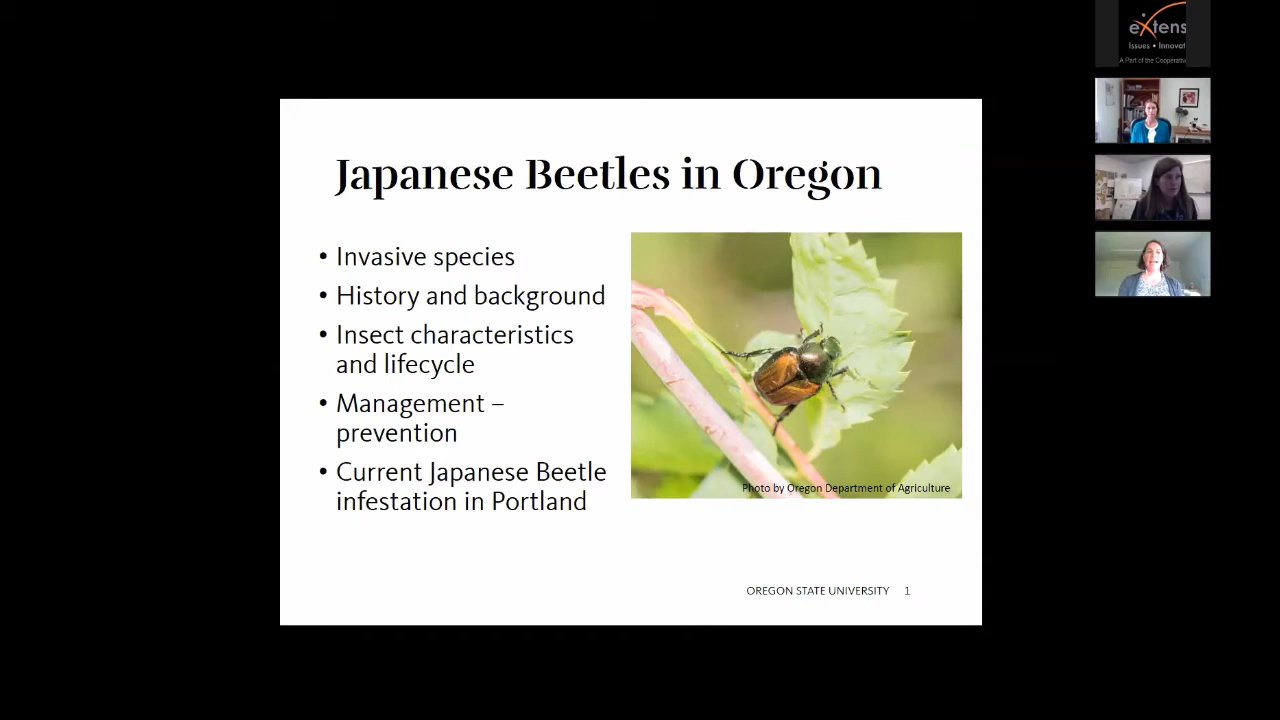 Japanese Beetles in Oregon
• Invasive species
• History and background
• Insect characteristics
and lifecycle
• Management –
prevention
• Current Japanese Beetle
infestation in Portland
Photo by Oregon Department of Agriculture
OREGON STATE UNIVERSITY 1
eXtens
Issues • Innovat
A Part of the Cooperativ